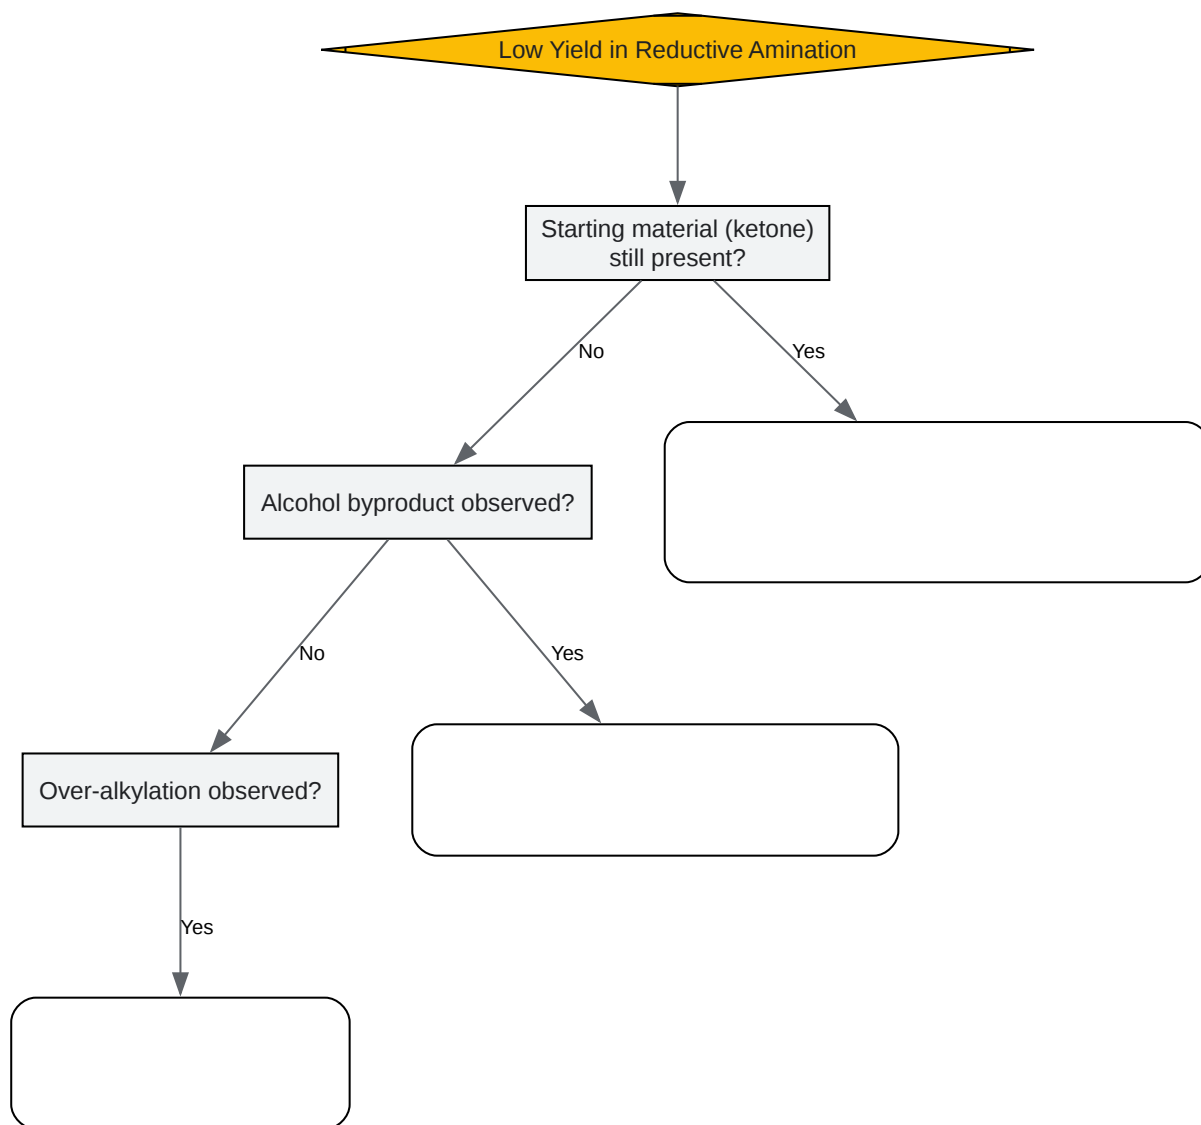 Low Yield in Reductive Amination
Starting material (ketone)
still present?
No
Yes
Alcohol byproduct observed?
No
Yes
Over-alkylation observed?
Yes